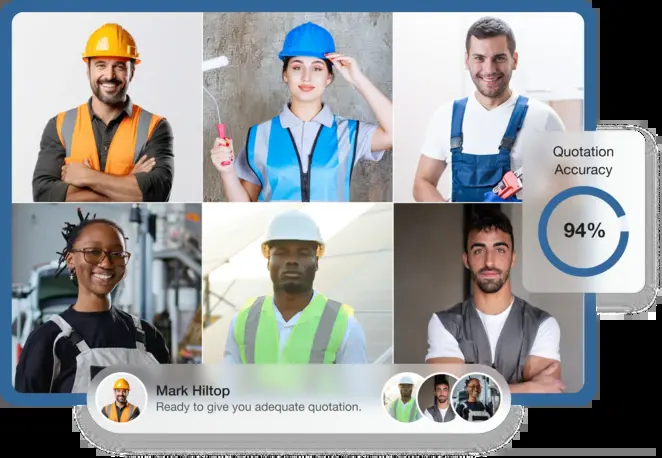 Quotation
Accuracy
94%
Mark Hiltop
Ready to give you adequate quotation.